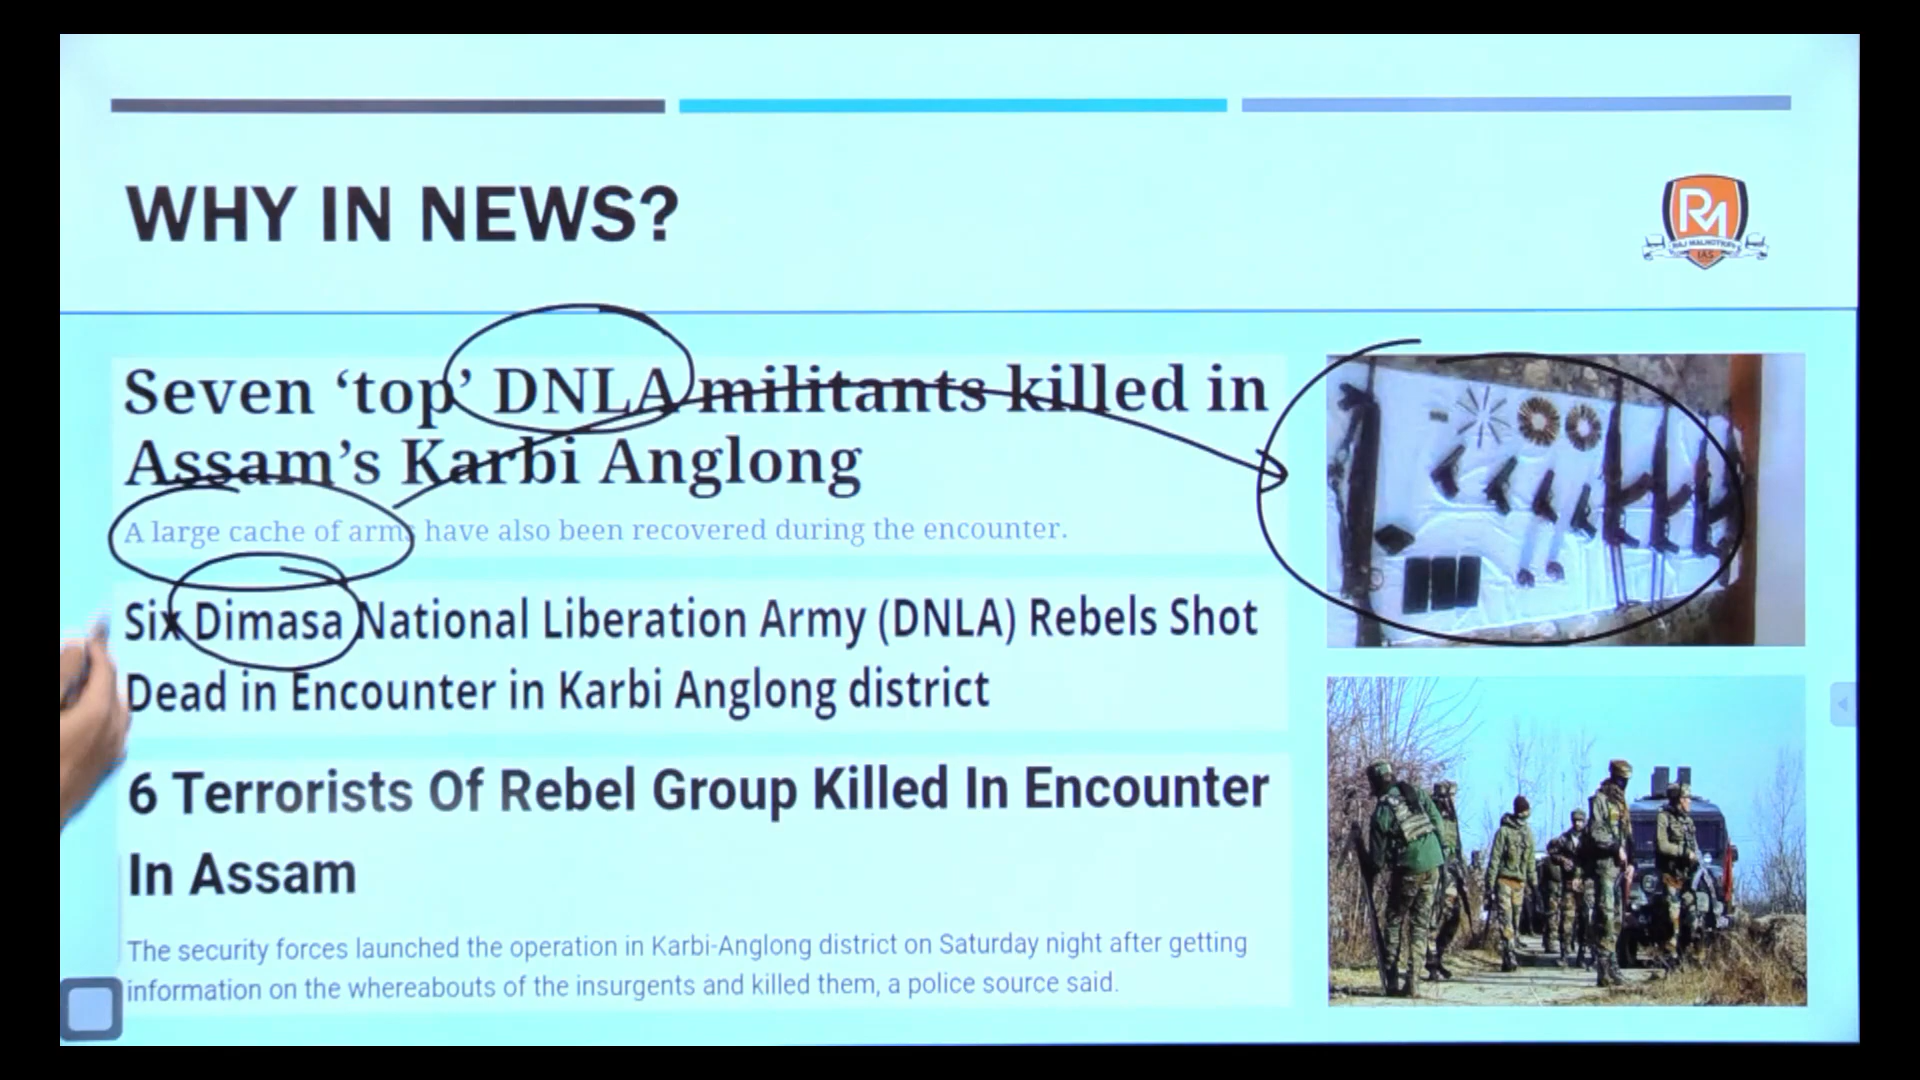 WHY IN NEWS?
RM
RAJ MALHOTRA'S
IAS
Seven ‘top’ DNLA militants killed in
Assam’s Karbi Anglong
A large cache of arms have also been recovered during the encounter.
Six Dimasa National Liberation Army (DNLA) Rebels Shot
Dead in Encounter in Karbi Anglong district
6 Terrorists Of Rebel Group Killed In Encounter
In Assam
The security forces launched the operation in Karbi-Anglong district on Saturday night after getting
information on the whereabouts of the insurgents and killed them, a police source said.